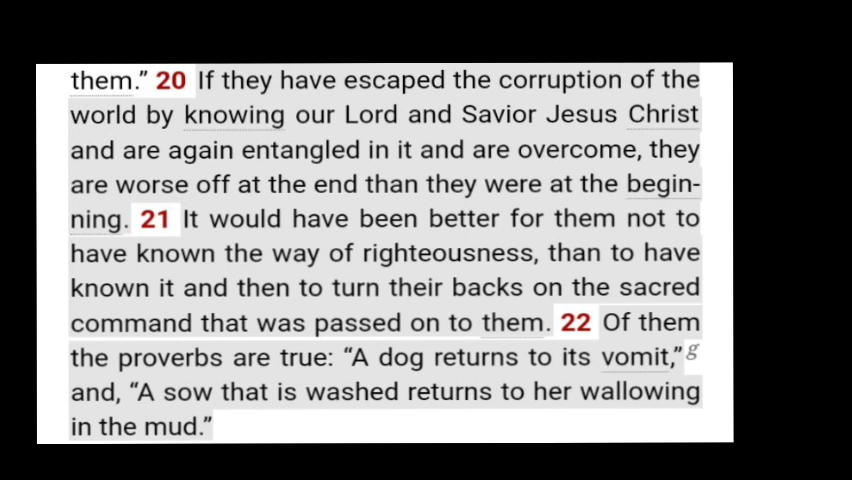 them.” 20 If they have escaped the corruption of the
world by knowing our Lord and Savior Jesus Christ
and are again entangled in it and are overcome, they
are worse off at the end than they were at the begin-
ning. 21 It would have been better for them not to
have known the way of righteousness, than to have
known it and then to turn their backs on the sacred
command that was passed on to them. 22 Of them
the proverbs are true: “A dog returns to its vomit,” g
and, “A sow that is washed returns to her wallowing
in the mud.”